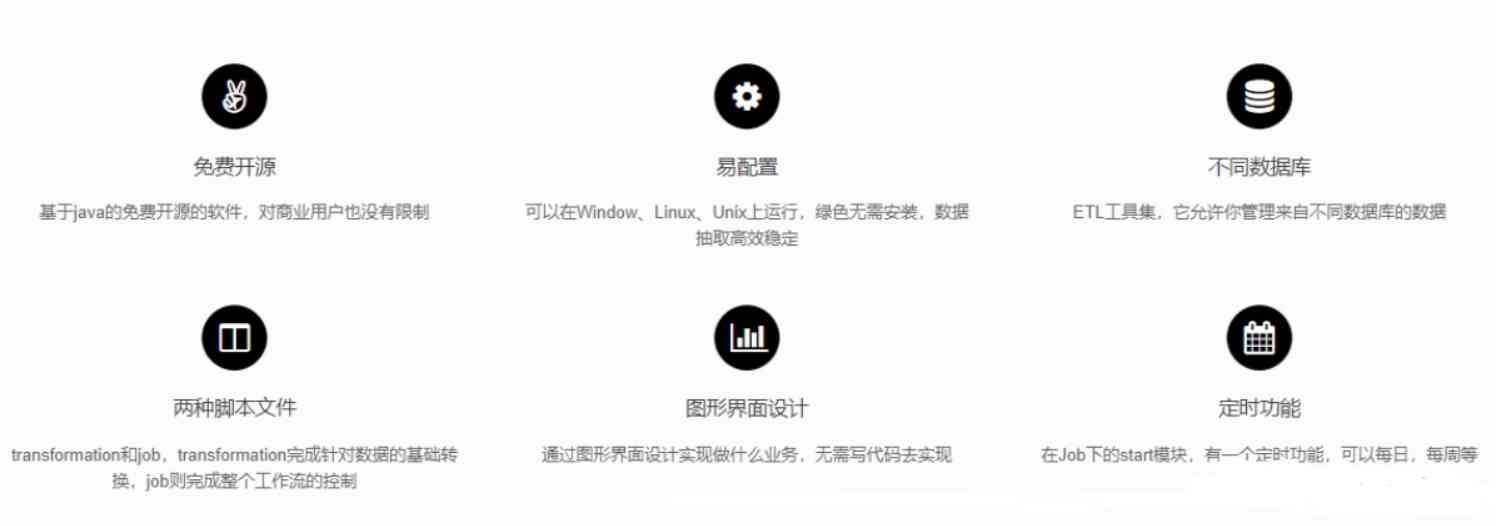 免费开源
基于java的免费开源的软件，对商业用户也没有限制
易配置
可以在Window、Linux、Unix上运行，绿色无需安装，数据
抽取高效稳定
不同数据库
ETL工具集，它允许你管理来自不同数据库的数据
两种脚本文件
transformation和job，transformation完成针对数据的基础转
换，job则完成整个工作流的控制
图形界面设计
通过图形界面设计实现做什么业务，无需写代码去实现
定时功能
在Job下的start模块，有一个定时功能，可以每日，每周等